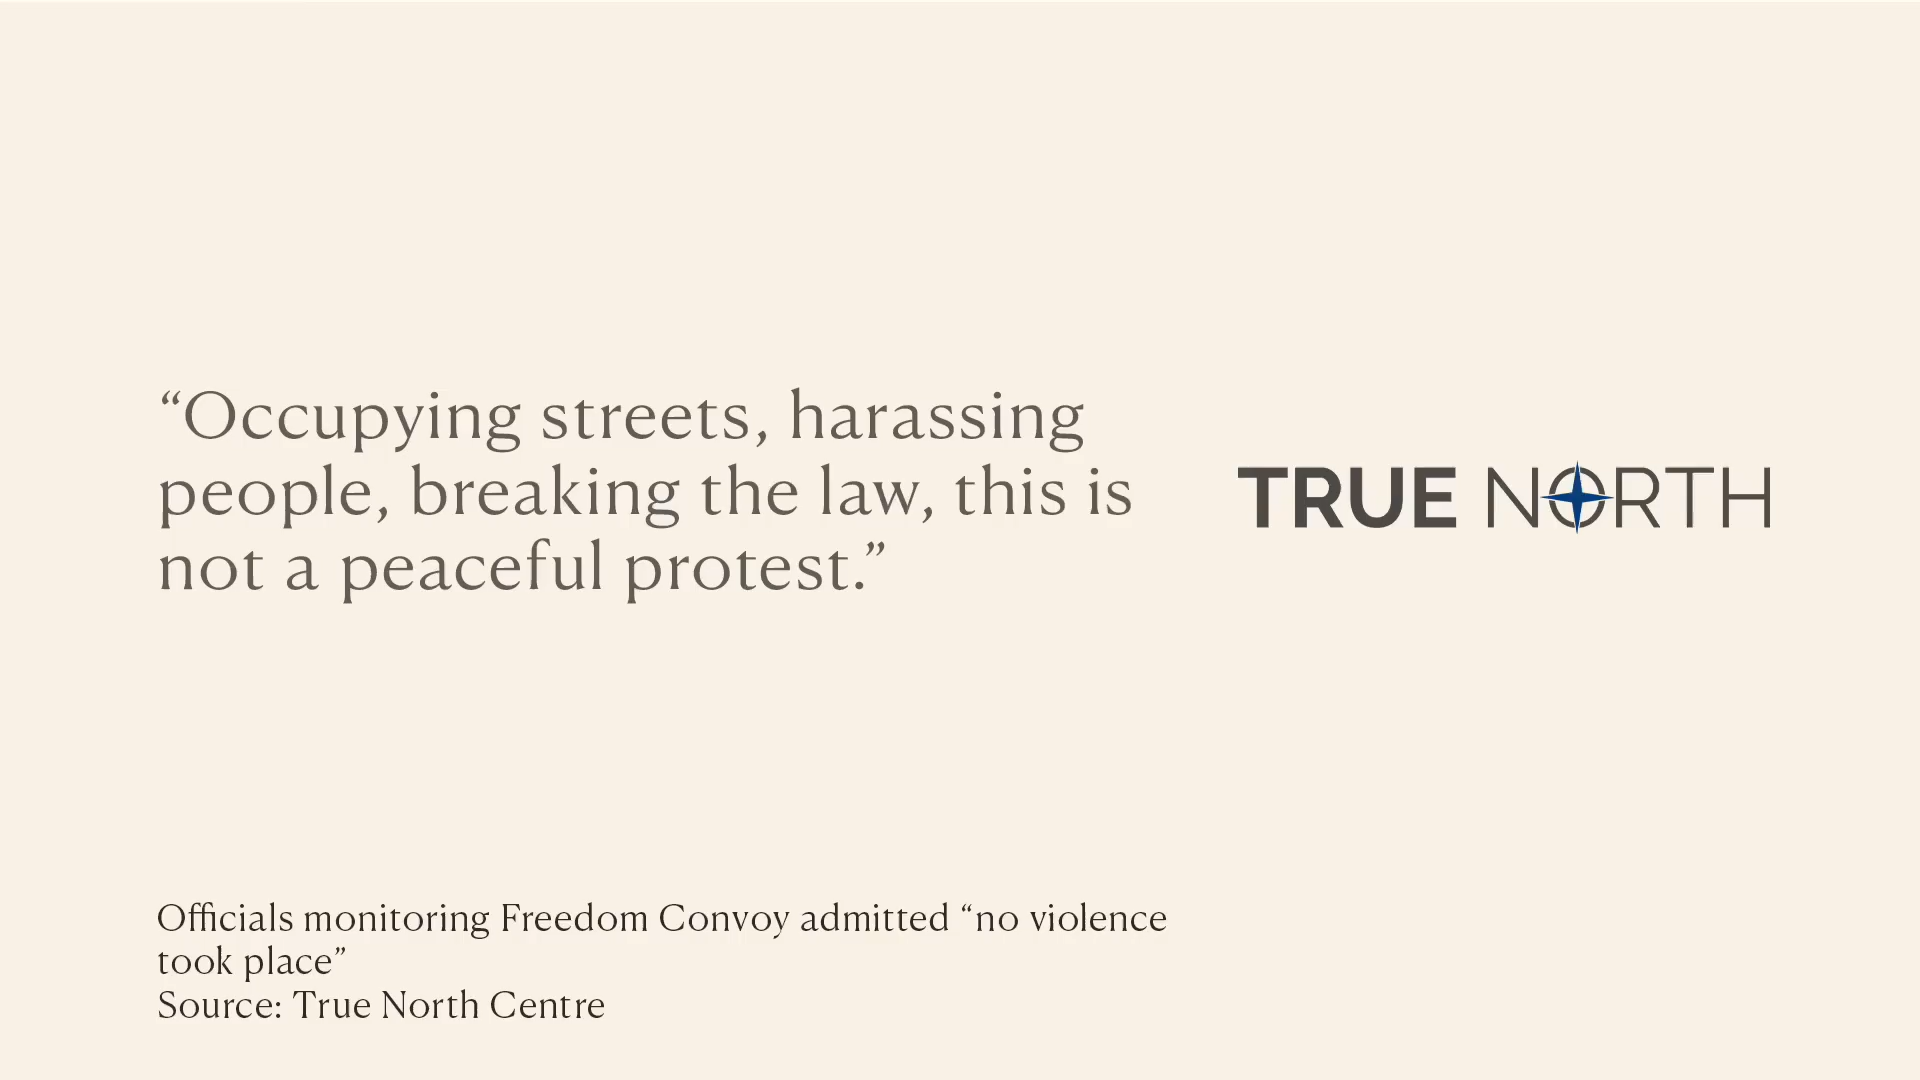 “Occupying streets, harassing
people, breaking the law, this is
not a peaceful protest.”
TRUE NORTH
Officials monitoring Freedom Convoy admitted “no violence
took place”
Source: True North Centre